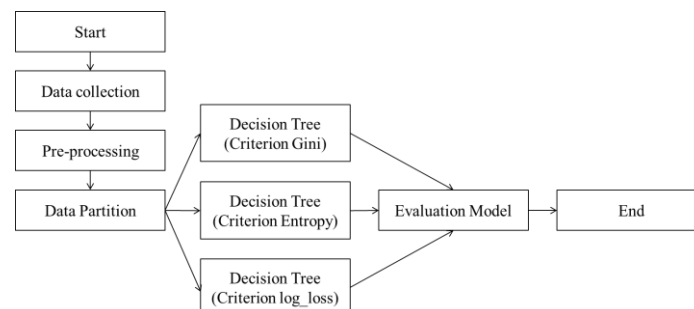 Start
Data collection
Pre-processing
Data Partition
Decision Tree
(Criterion Gini)
Decision Tree
(Criterion Entropy)
Decision Tree
(Criterion log_loss)
Evaluation Model
End